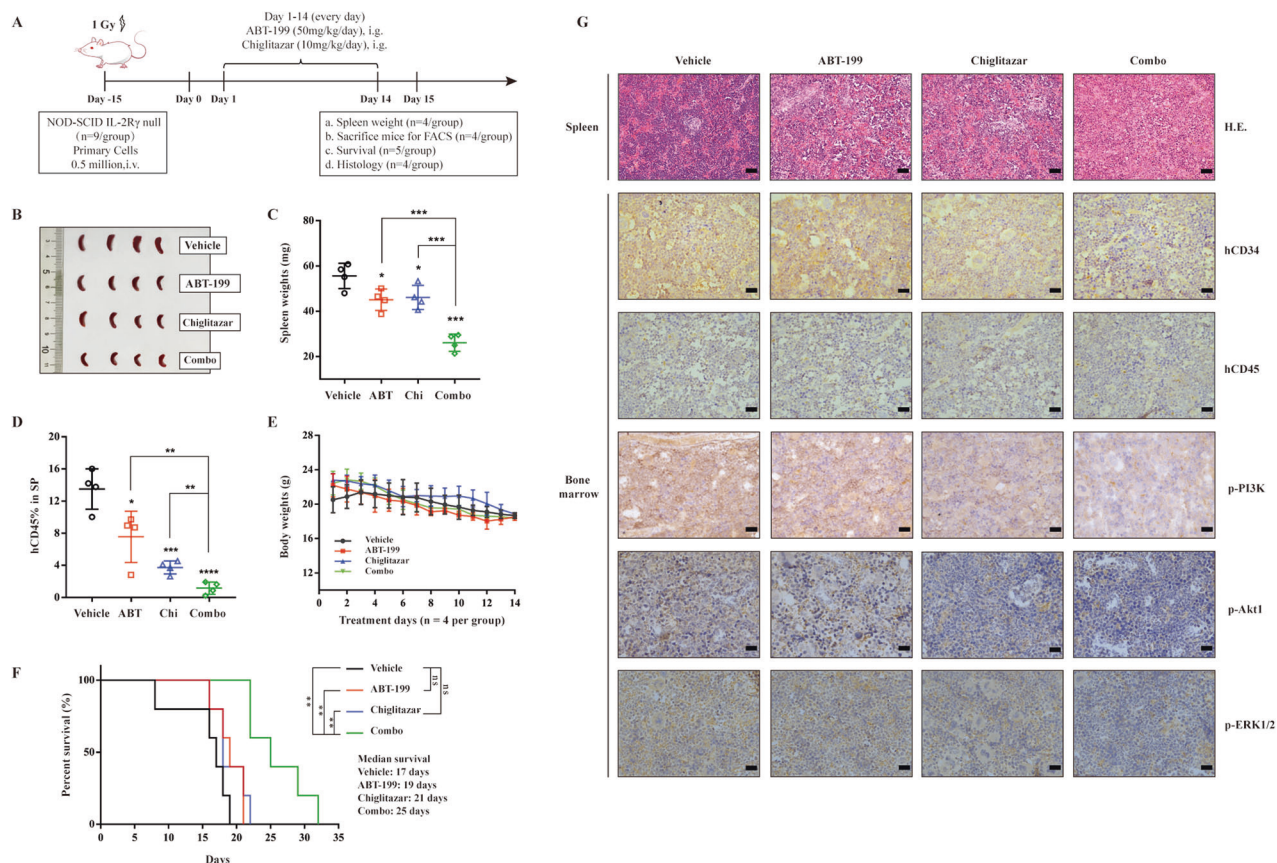 A
1 Gy
Day 1-14 (every day)
ABT-199 (50mg/kg/day), i.g.
Chiglitazar (10mg/kg/day), i.g.
Day -15
Day 0
Day 1
Day 14
Day 15
NOD-SCID IL-2Rγ null
(n=9/group)
Primary Cells
0.5 million,i.v.
a. Spleen weight (n=4/group)
b. Sacrifice mice for FACS (n=4/group)
c. Survival (n=5/group)
d. Histology (n=4/group)
B
Vehicle
ABT-199
Chiglitazar
Combo
C
Spleen weights (mg)
80
60
40
20
***
***
*
*
***
Vehicle
ABT
Chi
Combo
D
hCD45% in SP
16
12
8
4
0
**
**
*
***
****
Vehicle
ABT
Chi
Combo
E
Body weights (g)
28
24
20
16
Vehicle
ABT-199
Chiglitazar
Combo
0 2 4 6 8 10 12 14
Treatment days (n = 4 per group)
F
Percent survival (%)
100
50
0
0 5 10 15 20 25 30 35
Days
Vehicle
ABT-199
Chiglitazar
Combo
**
**
**
ns
ns
Median survival
Vehicle: 17 days
ABT-199: 19 days
Chiglitazar: 21 days
Combo: 25 days
G
Vehicle
ABT-199
Chiglitazar
Combo
Spleen
H.E.
hCD34
hCD45
Bone
marrow
p-PI3K
p-Akt1
p-ERK1/2